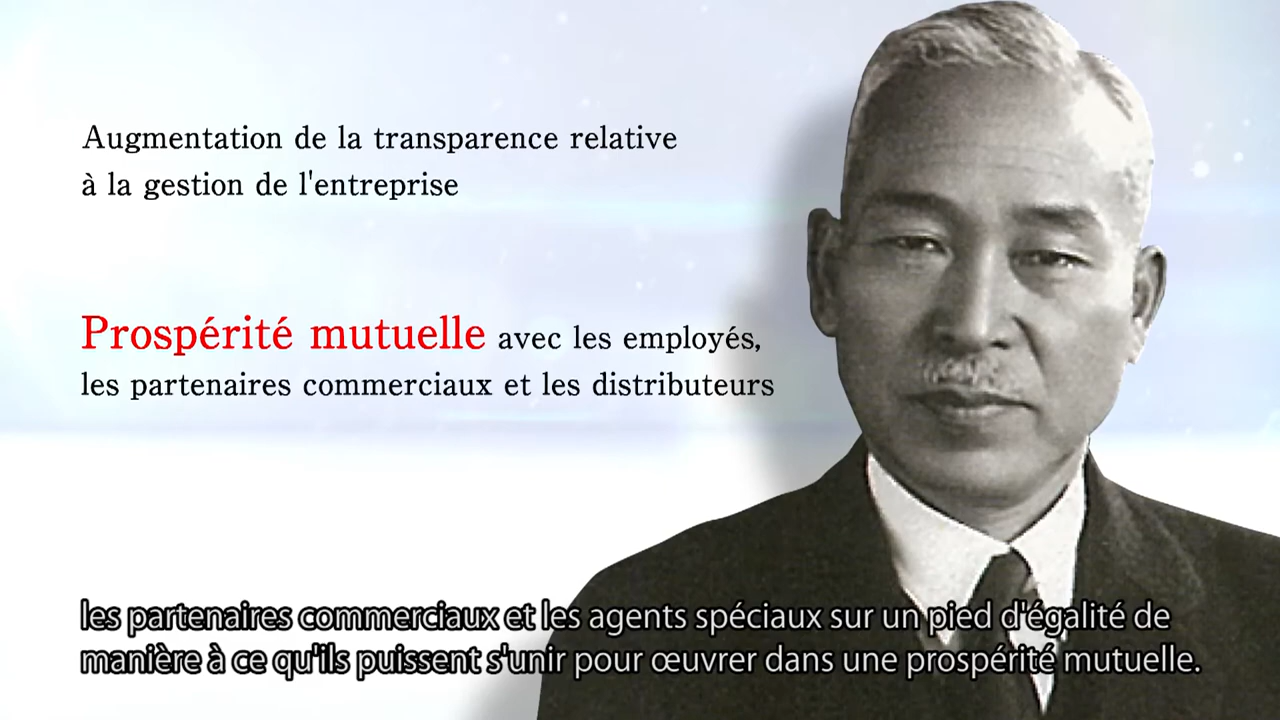 Augmentation de la transparence relative
à la gestion de l'entreprise
Prospérité mutuelle avec les employés,
les partenaires commerciaux et les distributeurs
les partenaires commerciaux et les agents spéciaux sur un pied d'égalité de
manière à ce qu'ils puissent s'unir pour œuvrer dans une prospérité mutuelle.